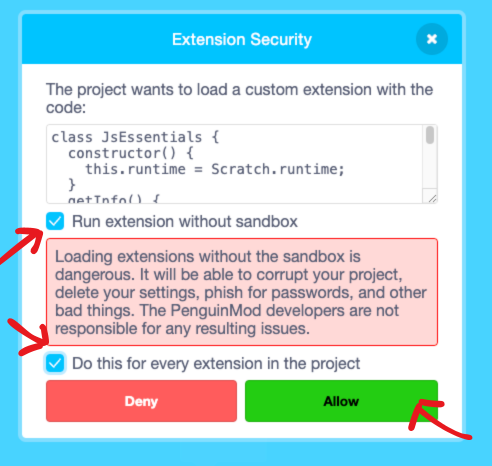 Extension Security
The project wants to load a custom extension with the
code:
class JsEssentials {
constructor() {
this.runtime = Scratch.runtime;
}
getInfo() {
Run extension without sandbox
Loading extensions without the sandbox is
dangerous. It will be able to corrupt your project,
delete your settings, phish for passwords, and other
bad things. The PenguinMod developers are not
responsible for any resulting issues.
Do this for every extension in the project
Deny
Allow